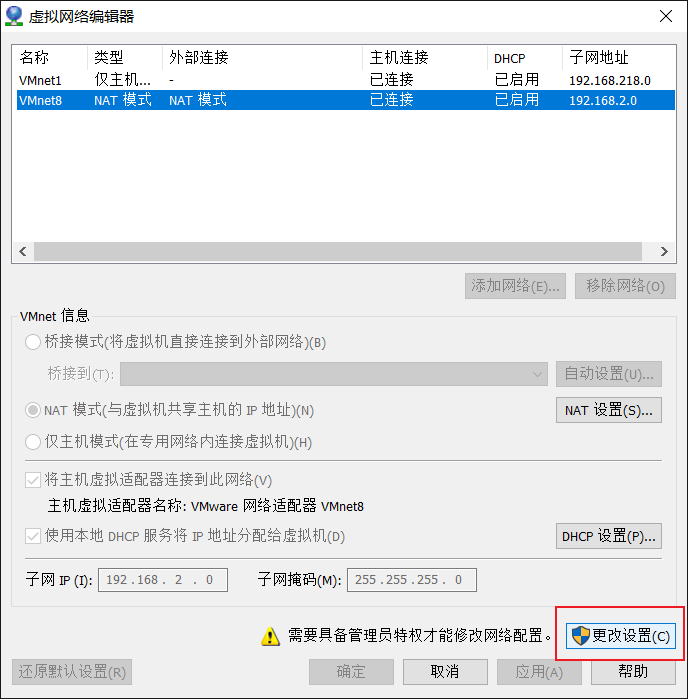 虚拟网络编辑器
名称 类型 外部连接 主机连接 DHCP 子网地址
VMnet1 仅主机... - 已连接 已启用 192.168.218.0
VMnet8 NAT 模式 NAT 模式 已连接 已启用 192.168.2.0
添加网络(E)... 移除网络(O)
VMnet 信息
桥接模式(将虚拟机直接连接到外部网络)(B)
桥接到(T): 自动设置(U)...
NAT 模式(与虚拟机共享主机的 IP 地址)(N) NAT 设置(S)...
仅主机模式(在专用网络内连接虚拟机)(H)
将主机虚拟适配器连接到此网络(V)
主机虚拟适配器名称: VMware 网络适配器 VMnet8
使用本地 DHCP 服务将 IP 地址分配给虚拟机(D) DHCP 设置(P)...
子网 IP (I): 192.168. 2 . 0 子网掩码(M): 255.255.255. 0
需要具备管理员特权才能修改网络配置。 更改设置(C)
还原默认设置(R) 确定 取消 应用(A) 帮助